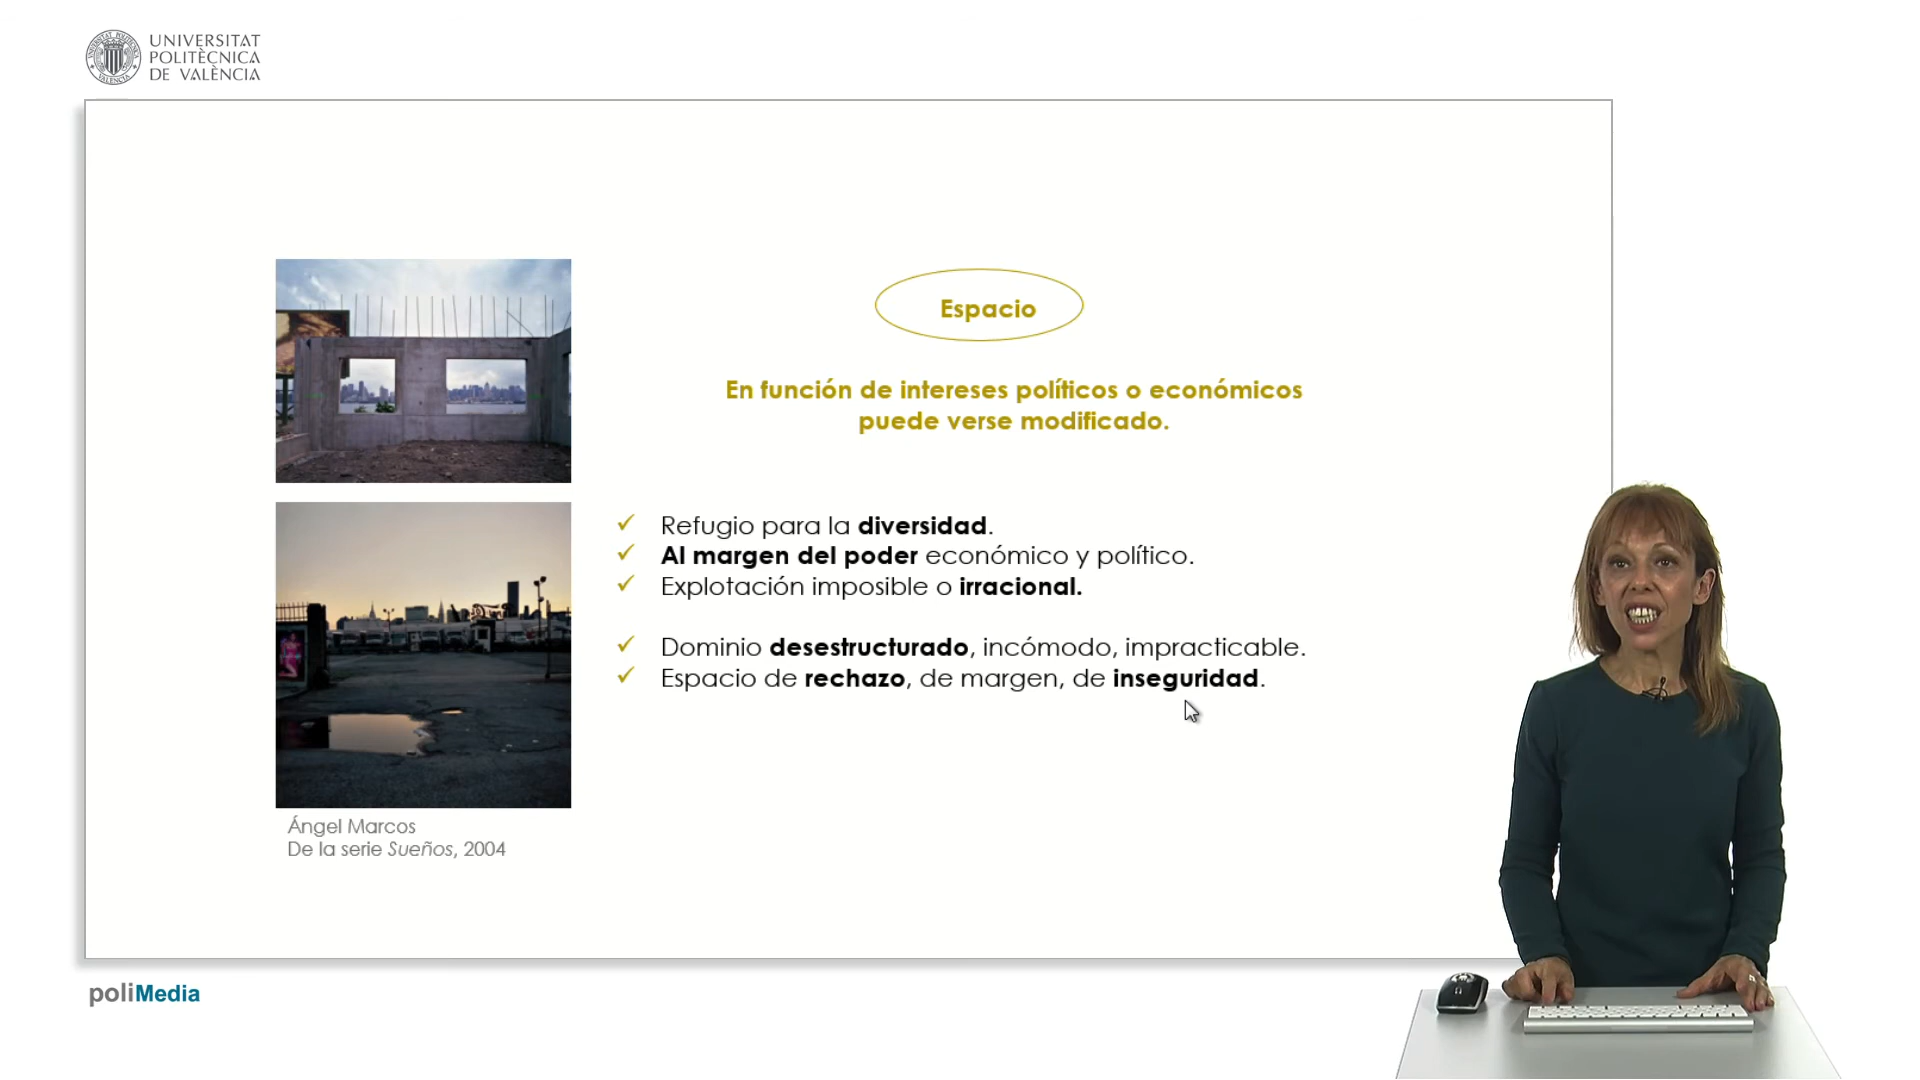 UNIVERSITAT
POLITÈCNICA
DE VALÈNCIA
Espacio
En función de intereses políticos o económicos
puede verse modificado.
✓ Refugio para la diversidad.
✓ Al margen del poder económico y político.
✓ Explotación imposible o irracional.
✓ Dominio desestructurado, incómodo, impracticable.
✓ Espacio de rechazo, de margen, de inseguridad.
Ángel Marcos
De la serie Sueños, 2004
poliMedia